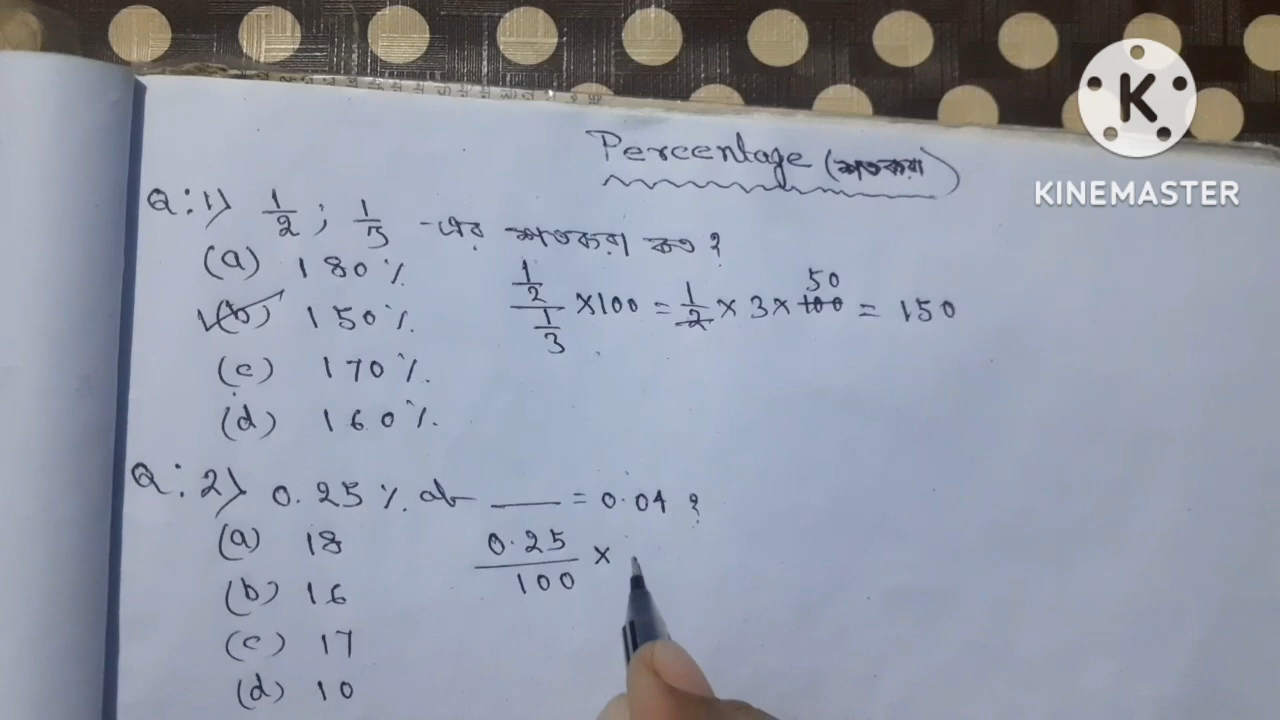 Percentage (শতকরা)
Q:1) 1/2 ; 1/3 -এর শতকরা কত ?
(a) 180%
(b) 150%
(c) 170%
(d) 160%
1/2 / 1/3 ×100 = 1/2 × 3 × 100 50 = 150
Q:2) 0.25% of ___ = 0.04 ?
(a) 18
(b) 16
(c) 17
(d) 10
0.25/100 ×
K
KINEMASTER